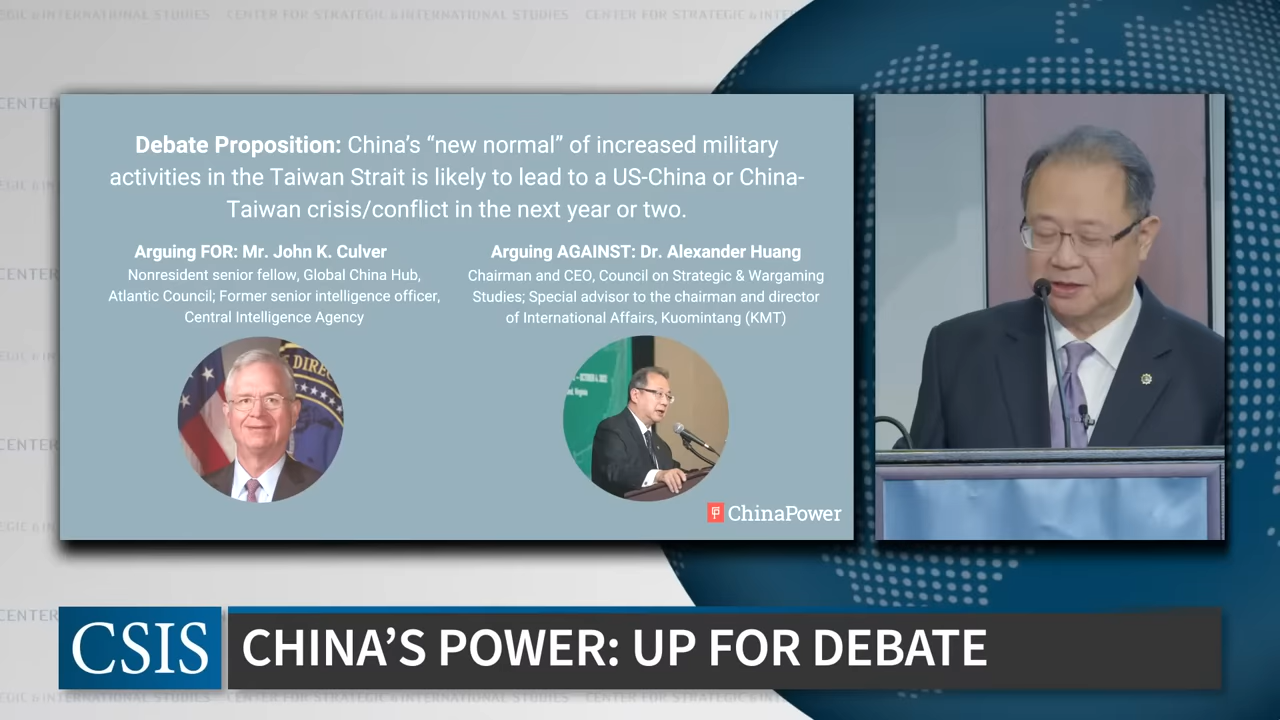 CENTER FOR STRATEGIC & INTERNATIONAL STUDIES
Debate Proposition: China's “new normal” of increased military
activities in the Taiwan Strait is likely to lead to a US-China or China-
Taiwan crisis/conflict in the next year or two.
Arguing FOR: Mr. John K. Culver
Nonresident senior fellow, Global China Hub,
Atlantic Council; Former senior intelligence officer,
Central Intelligence Agency
Arguing AGAINST: Dr. Alexander Huang
Chairman and CEO, Council on Strategic & Wargaming
Studies; Special advisor to the chairman and director
of International Affairs, Kuomintang (KMT)
ChinaPower
CSIS
CHINA’S POWER: UP FOR DEBATE